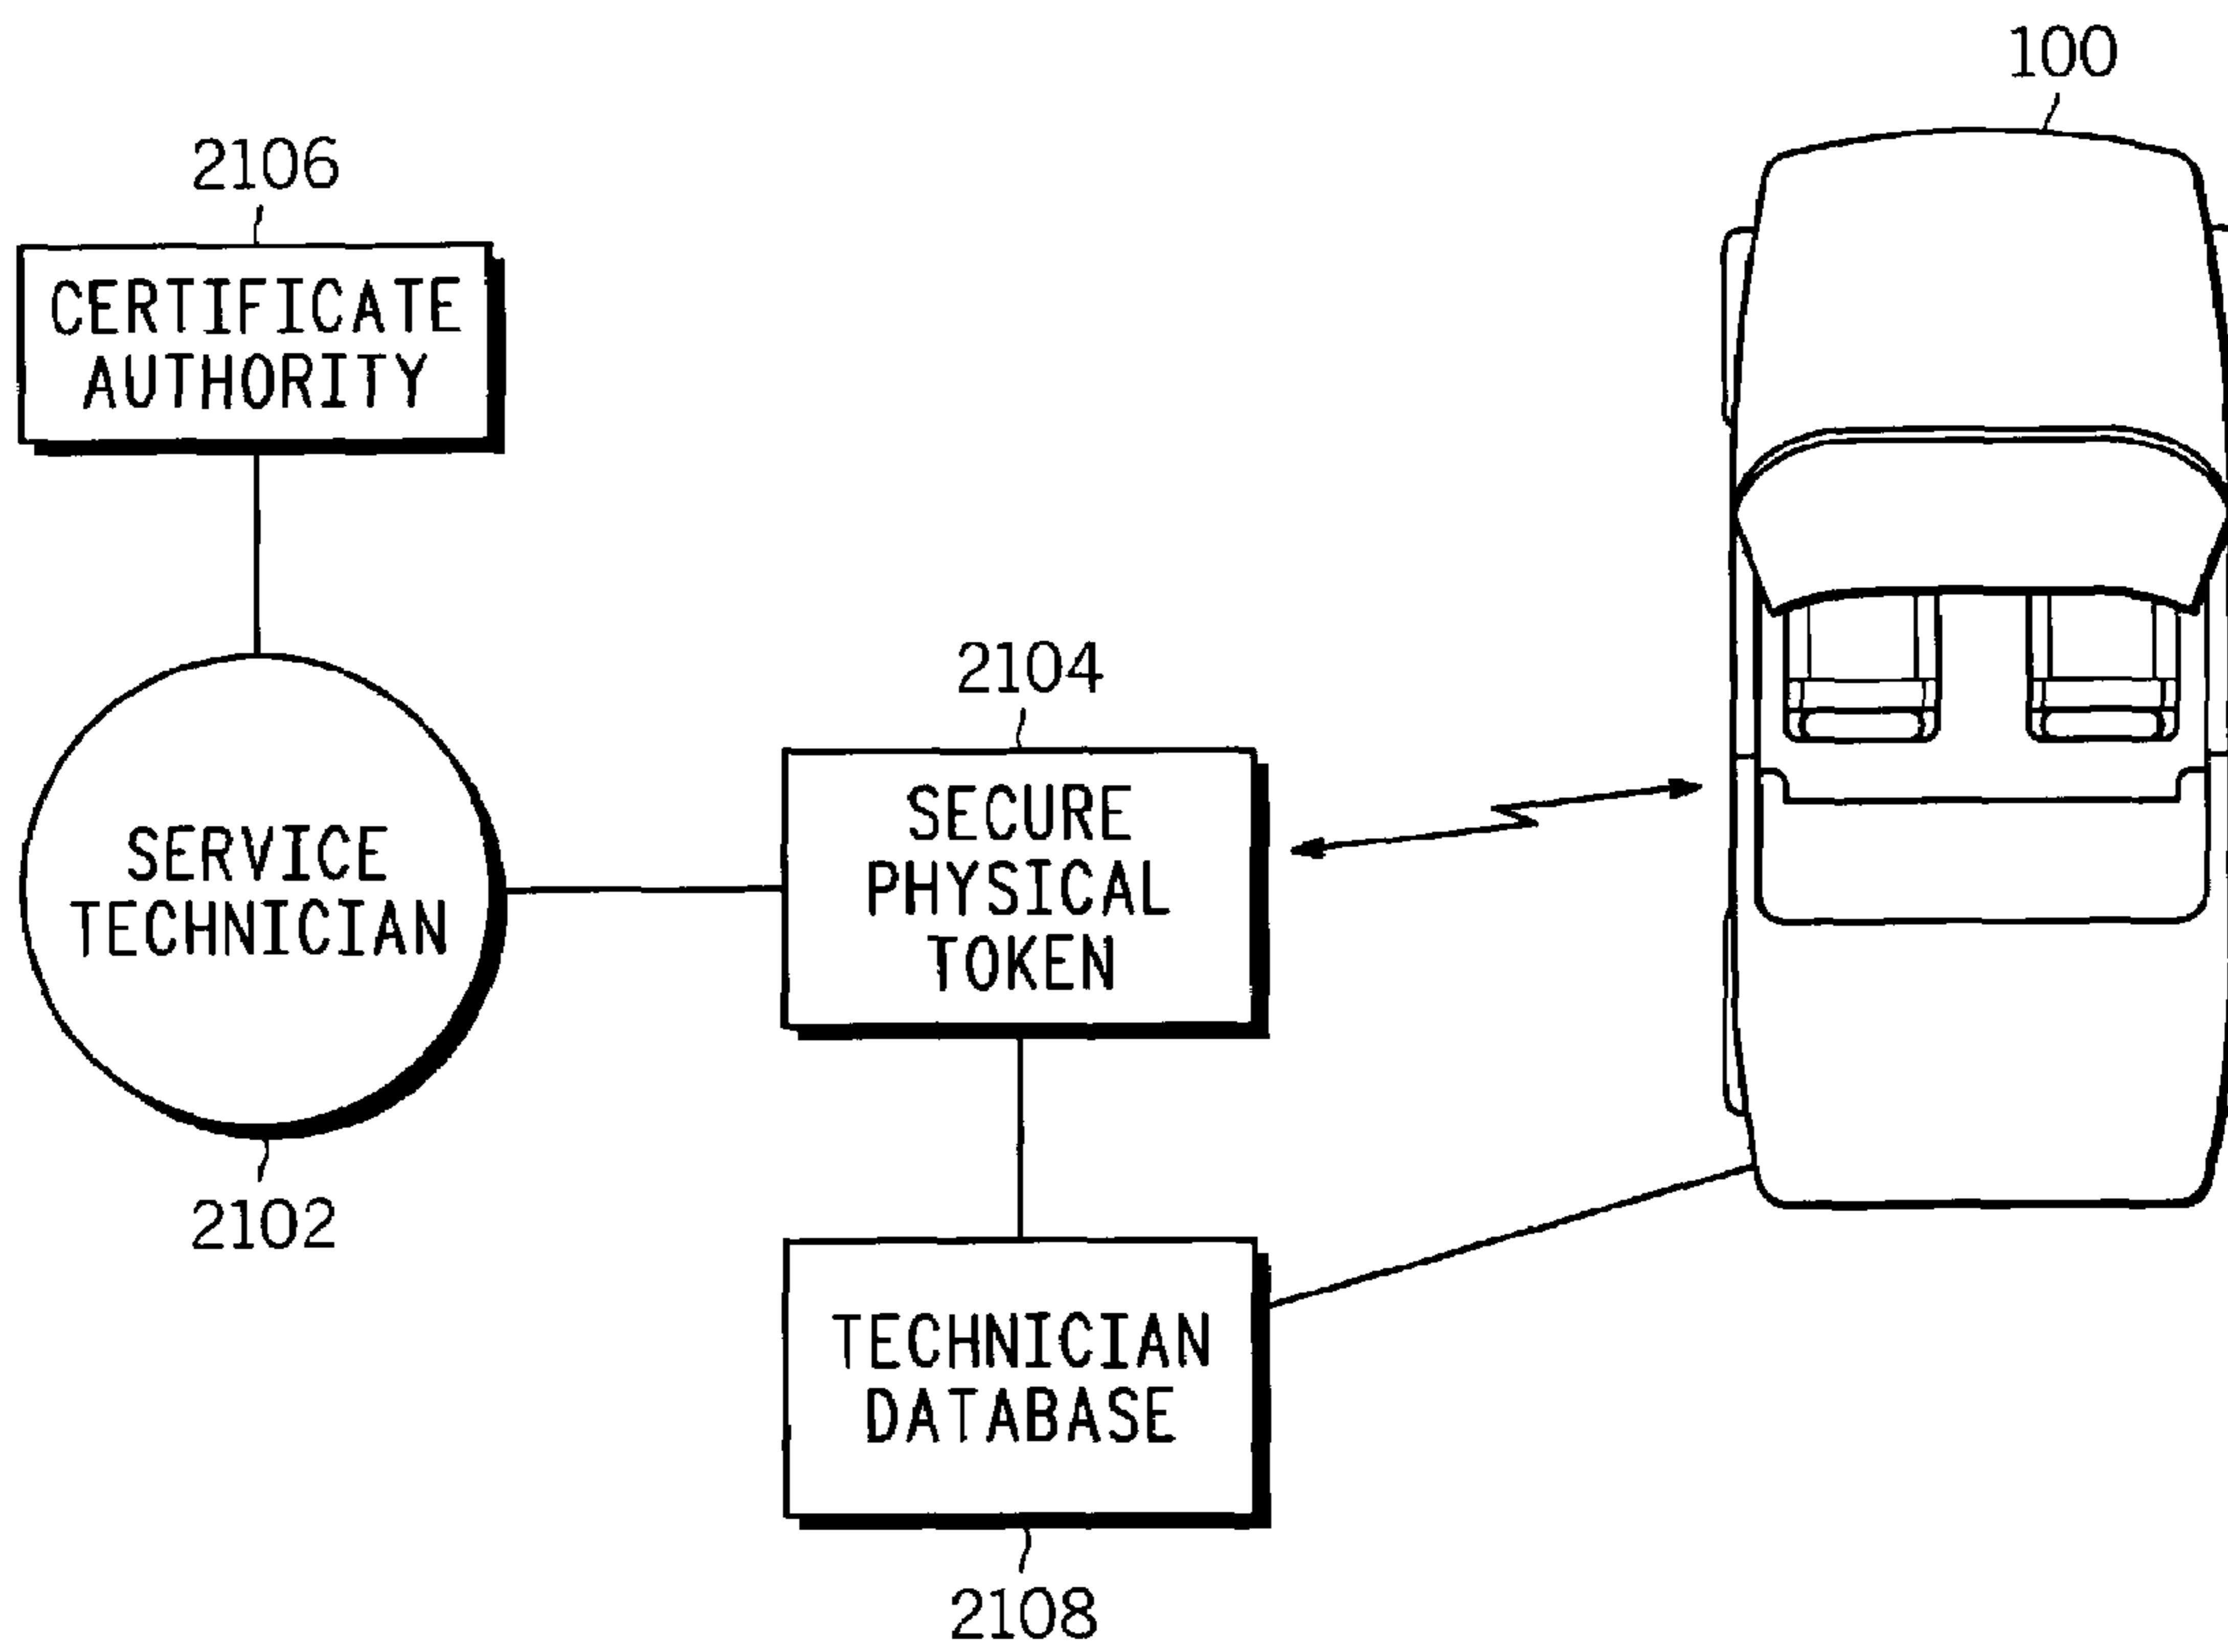 100
2106
CERTIFICATE
AUTHORITY
2104
SECURE
PHYSICAL
TOKEN
SERVICE
TECHNICIAN
2102
TECHNICIAN
DATABASE
2108